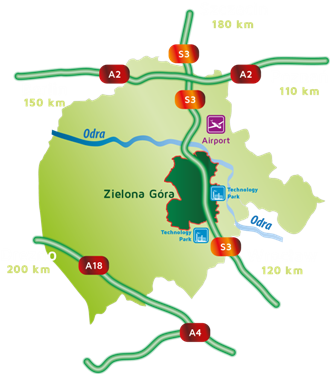 180 km
S3
A2
A2
110 km
150 km
S3
Airport
Odra
Zielona Góra
Technology
Park
Technology
Park
Odra
S3
0
200 km
A18
120 km
A4